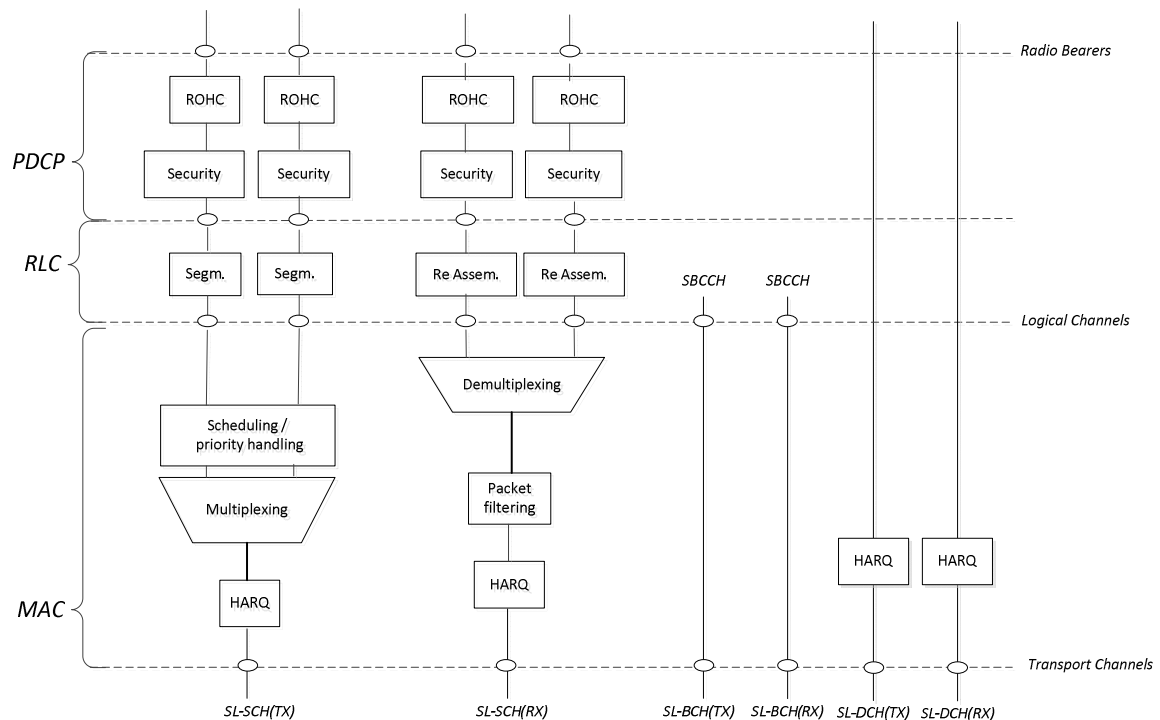 Radio Bearers
ROHC
ROHC
ROHC
ROHC
PDCP
Security
Security
Security
Security
RLC
Segm.
Segm.
Re Assem.
Re Assem.
SBCCH
SBCCH
Logical Channels
Demultiplexing
Scheduling /
priority handling
Packet
filtering
Multiplexing
HARQ
HARQ
HARQ
HARQ
MAC
Transport Channels
SL-SCH(TX)
SL-SCH(RX)
SL-BCH(TX)
SL-BCH(RX)
SL-DCH(TX)
SL-DCH(RX)